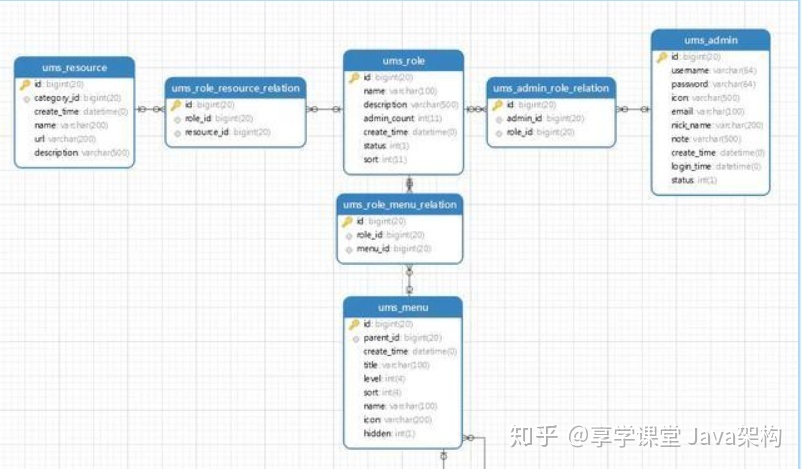 ums_resource
id: bigint(20)
category_id: bigint(20)
create_time: datetime(0)
name: varchar(200)
url: varchar(200)
description: varchar(500)
ums_role_resource_relation
id: bigint(20)
role_id: bigint(20)
resource_id: bigint(20)
ums_role
id: bigint(20)
name: varchar(100)
description: varchar(500)
admin_count: int(11)
create_time: datetime(0)
status: int(1)
sort: int(11)
ums_admin_role_relation
id: bigint(20)
admin_id: bigint(20)
role_id: bigint(20)
ums_admin
id: bigint(20)
username: varchar(64)
password: varchar(64)
icon: varchar(500)
email: varchar(100)
nick_name: varchar(200)
note: varchar(500)
create_time: datetime(0)
login_time: datetime(0)
status: int(1)
ums_role_menu_relation
id: bigint(20)
role_id: bigint(20)
menu_id: bigint(20)
ums_menu
id: bigint(20)
parent_id: bigint(20)
create_time: datetime(0)
title: varchar(100)
level: int(4)
sort: int(4)
name: varchar(100)
icon: varchar(200)
hidden: int(1)
知乎 @享学课堂 Java架构